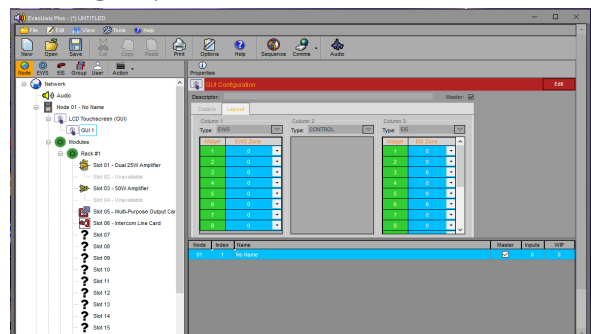 EvacUwic Plus - (*) UNTITLED
File Edit View Tools Help
New Open Save Cut Copy Paste Print Options Help Sequence Comms Audio
Node EWS EIS Group User Action
Properties
Network
Audio
Node 01 - No Name
LCD Touchscreen (GUI)
GUI 1
Modules
Rack #1
Slot 01 - Dual 25W Amplifier
Slot 02 - Unavailable
Slot 03 - 50W Amplifier
Slot 04 - Unavailable
Slot 05 - Multi-Purpose Output Car
Slot 06 - Intercom Line Card
Slot 07
Slot 08
Slot 09
Slot 10
Slot 11
Slot 12
Slot 13
Slot 14
Slot 15
GUI Configuration Edit
Descriptor: Master:
Details Layout
Column 1 Column 2 Column 3
Type: EWS Type: CONTROL Type: EIS
Widget EWS Zone Widget EIS Zone
1 0 1 0
2 0 2 0
3 0 3 0
4 0 4 0
5 0 5 0
6 0 6 0
7 0 7 0
8 0 8 0
Node Index Name Master Inputs WIP
01 1 No Name 0 0